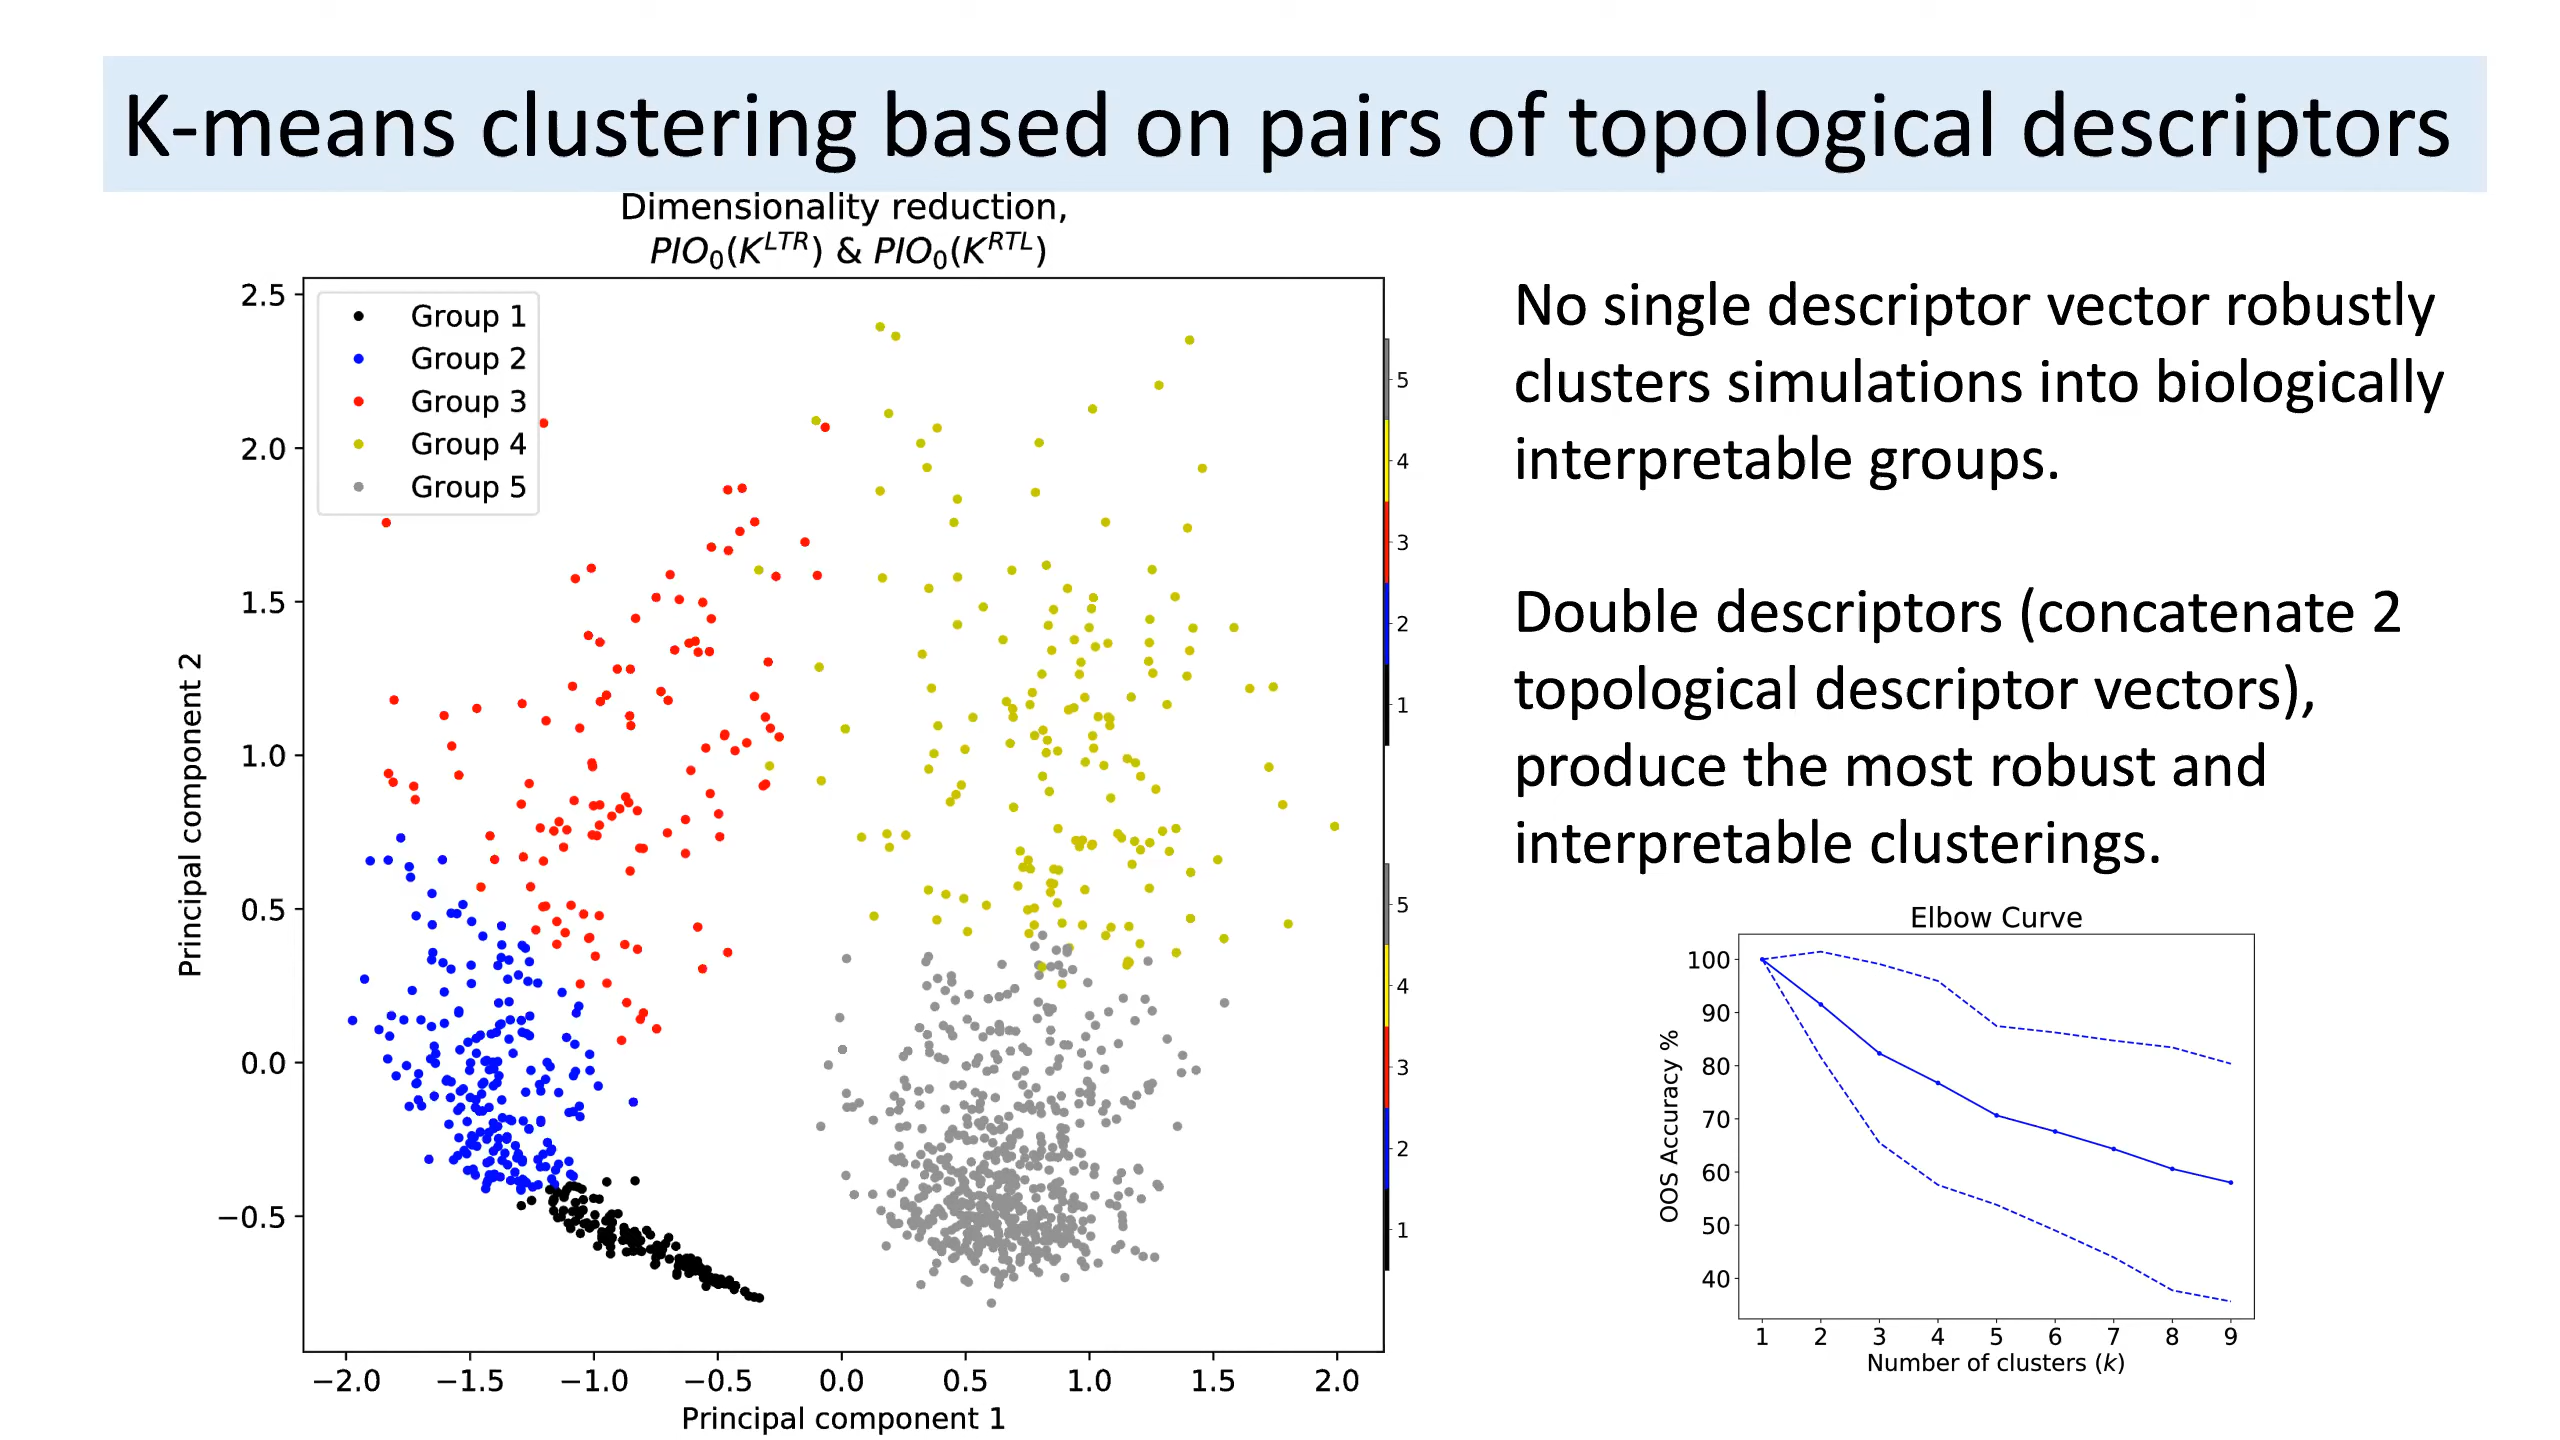 K-means clustering based on pairs of topological descriptors
Dimensionality reduction,
PIO₀(K^LTR) & PIO₀(K^RTL)
Group 1
Group 2
Group 3
Group 4
Group 5
2.5
2.0
1.5
1.0
0.5
0.0
−0.5
Principal component 2
−2.0 −1.5 −1.0 −0.5 0.0 0.5 1.0 1.5 2.0
Principal component 1
5
4
3
2
1
5
4
3
2
1
No single descriptor vector robustly
clusters simulations into biologically
interpretable groups.
Double descriptors (concatenate 2
topological descriptor vectors),
produce the most robust and
interpretable clusterings.
Elbow Curve
100
90
80
70
60
50
40
OOS Accuracy %
1 2 3 4 5 6 7 8 9
Number of clusters (k)